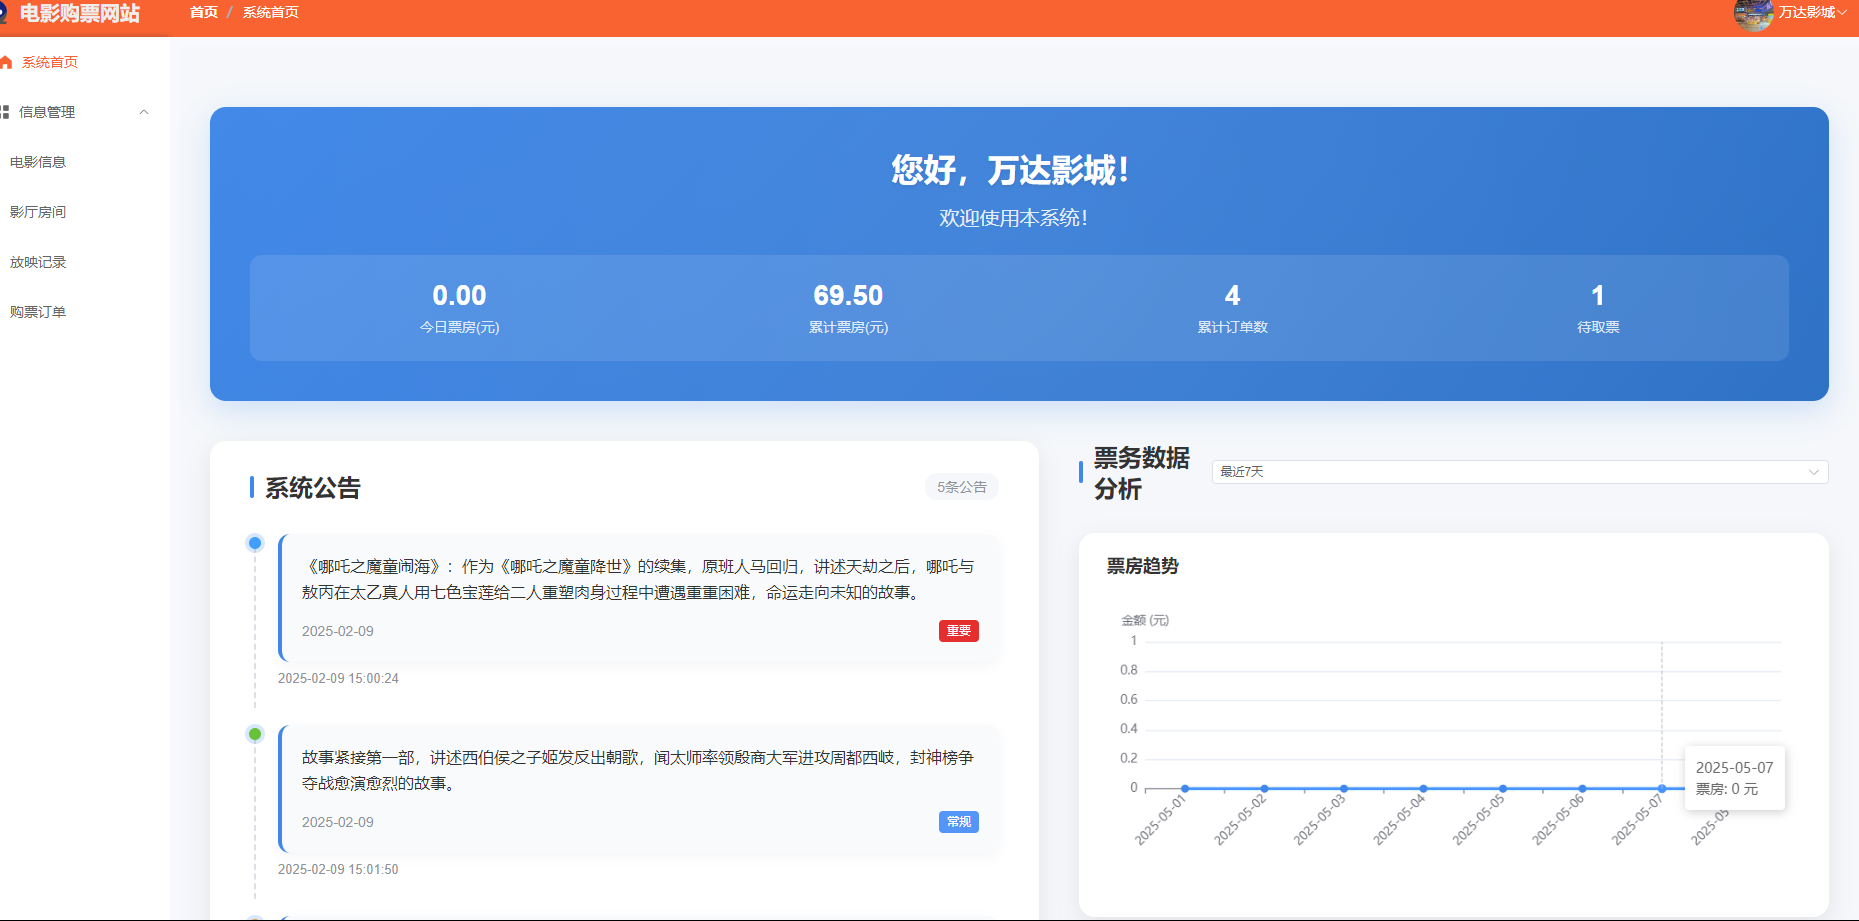 电影购票网站
首页 / 系统首页
万达影城
系统首页
信息管理
电影信息
影厅房间
放映记录
购票订单
您好，万达影城！
欢迎使用本系统！
0.00
今日票房(元)
69.50
累计票房(元)
4
累计订单数
1
待取票
系统公告
5条公告
《哪吒之魔童闹海》：作为《哪吒之魔童降世》的续集，原班人马回归，讲述天劫之后，哪吒与
敖丙在太乙真人用七色宝莲给二人重塑肉身过程中遭遇重重困难，命运走向未知的故事。
2025-02-09
重要
2025-02-09 15:00:24
故事紧接第一部，讲述西伯侯之子姬发反出朝歌，闻太师率领殷商大军进攻周都西岐，封神榜争
夺战愈演愈烈的故事。
2025-02-09
常规
2025-02-09 15:01:50
票务数据
分析
最近7天
票房趋势
金额 (元)
1
0.8
0.6
0.4
0.2
0
2025-05-01
2025-05-02
2025-05-03
2025-05-04
2025-05-05
2025-05-06
2025-05-07
2025-05
2025-05-07
票房: 0 元